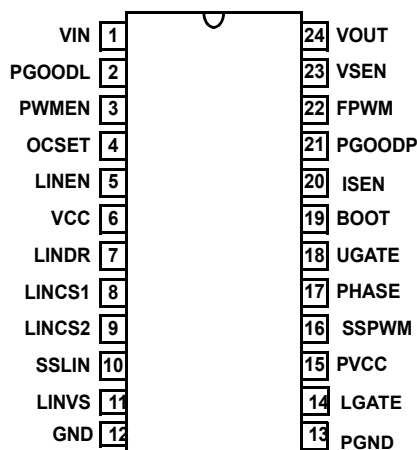 VIN 1 24 VOUT
PGOODL 2 23 VSEN
PWMEN 3 22 FPWM
OCSET 4 21 PGOODP
LINEN 5 20 ISEN
VCC 6 19 BOOT
LINDR 7 18 UGATE
LINCS1 8 17 PHASE
LINCS2 9 16 SSPWM
SSLIN 10 15 PVCC
LINVS 11 14 LGATE
GND 12 13 PGND